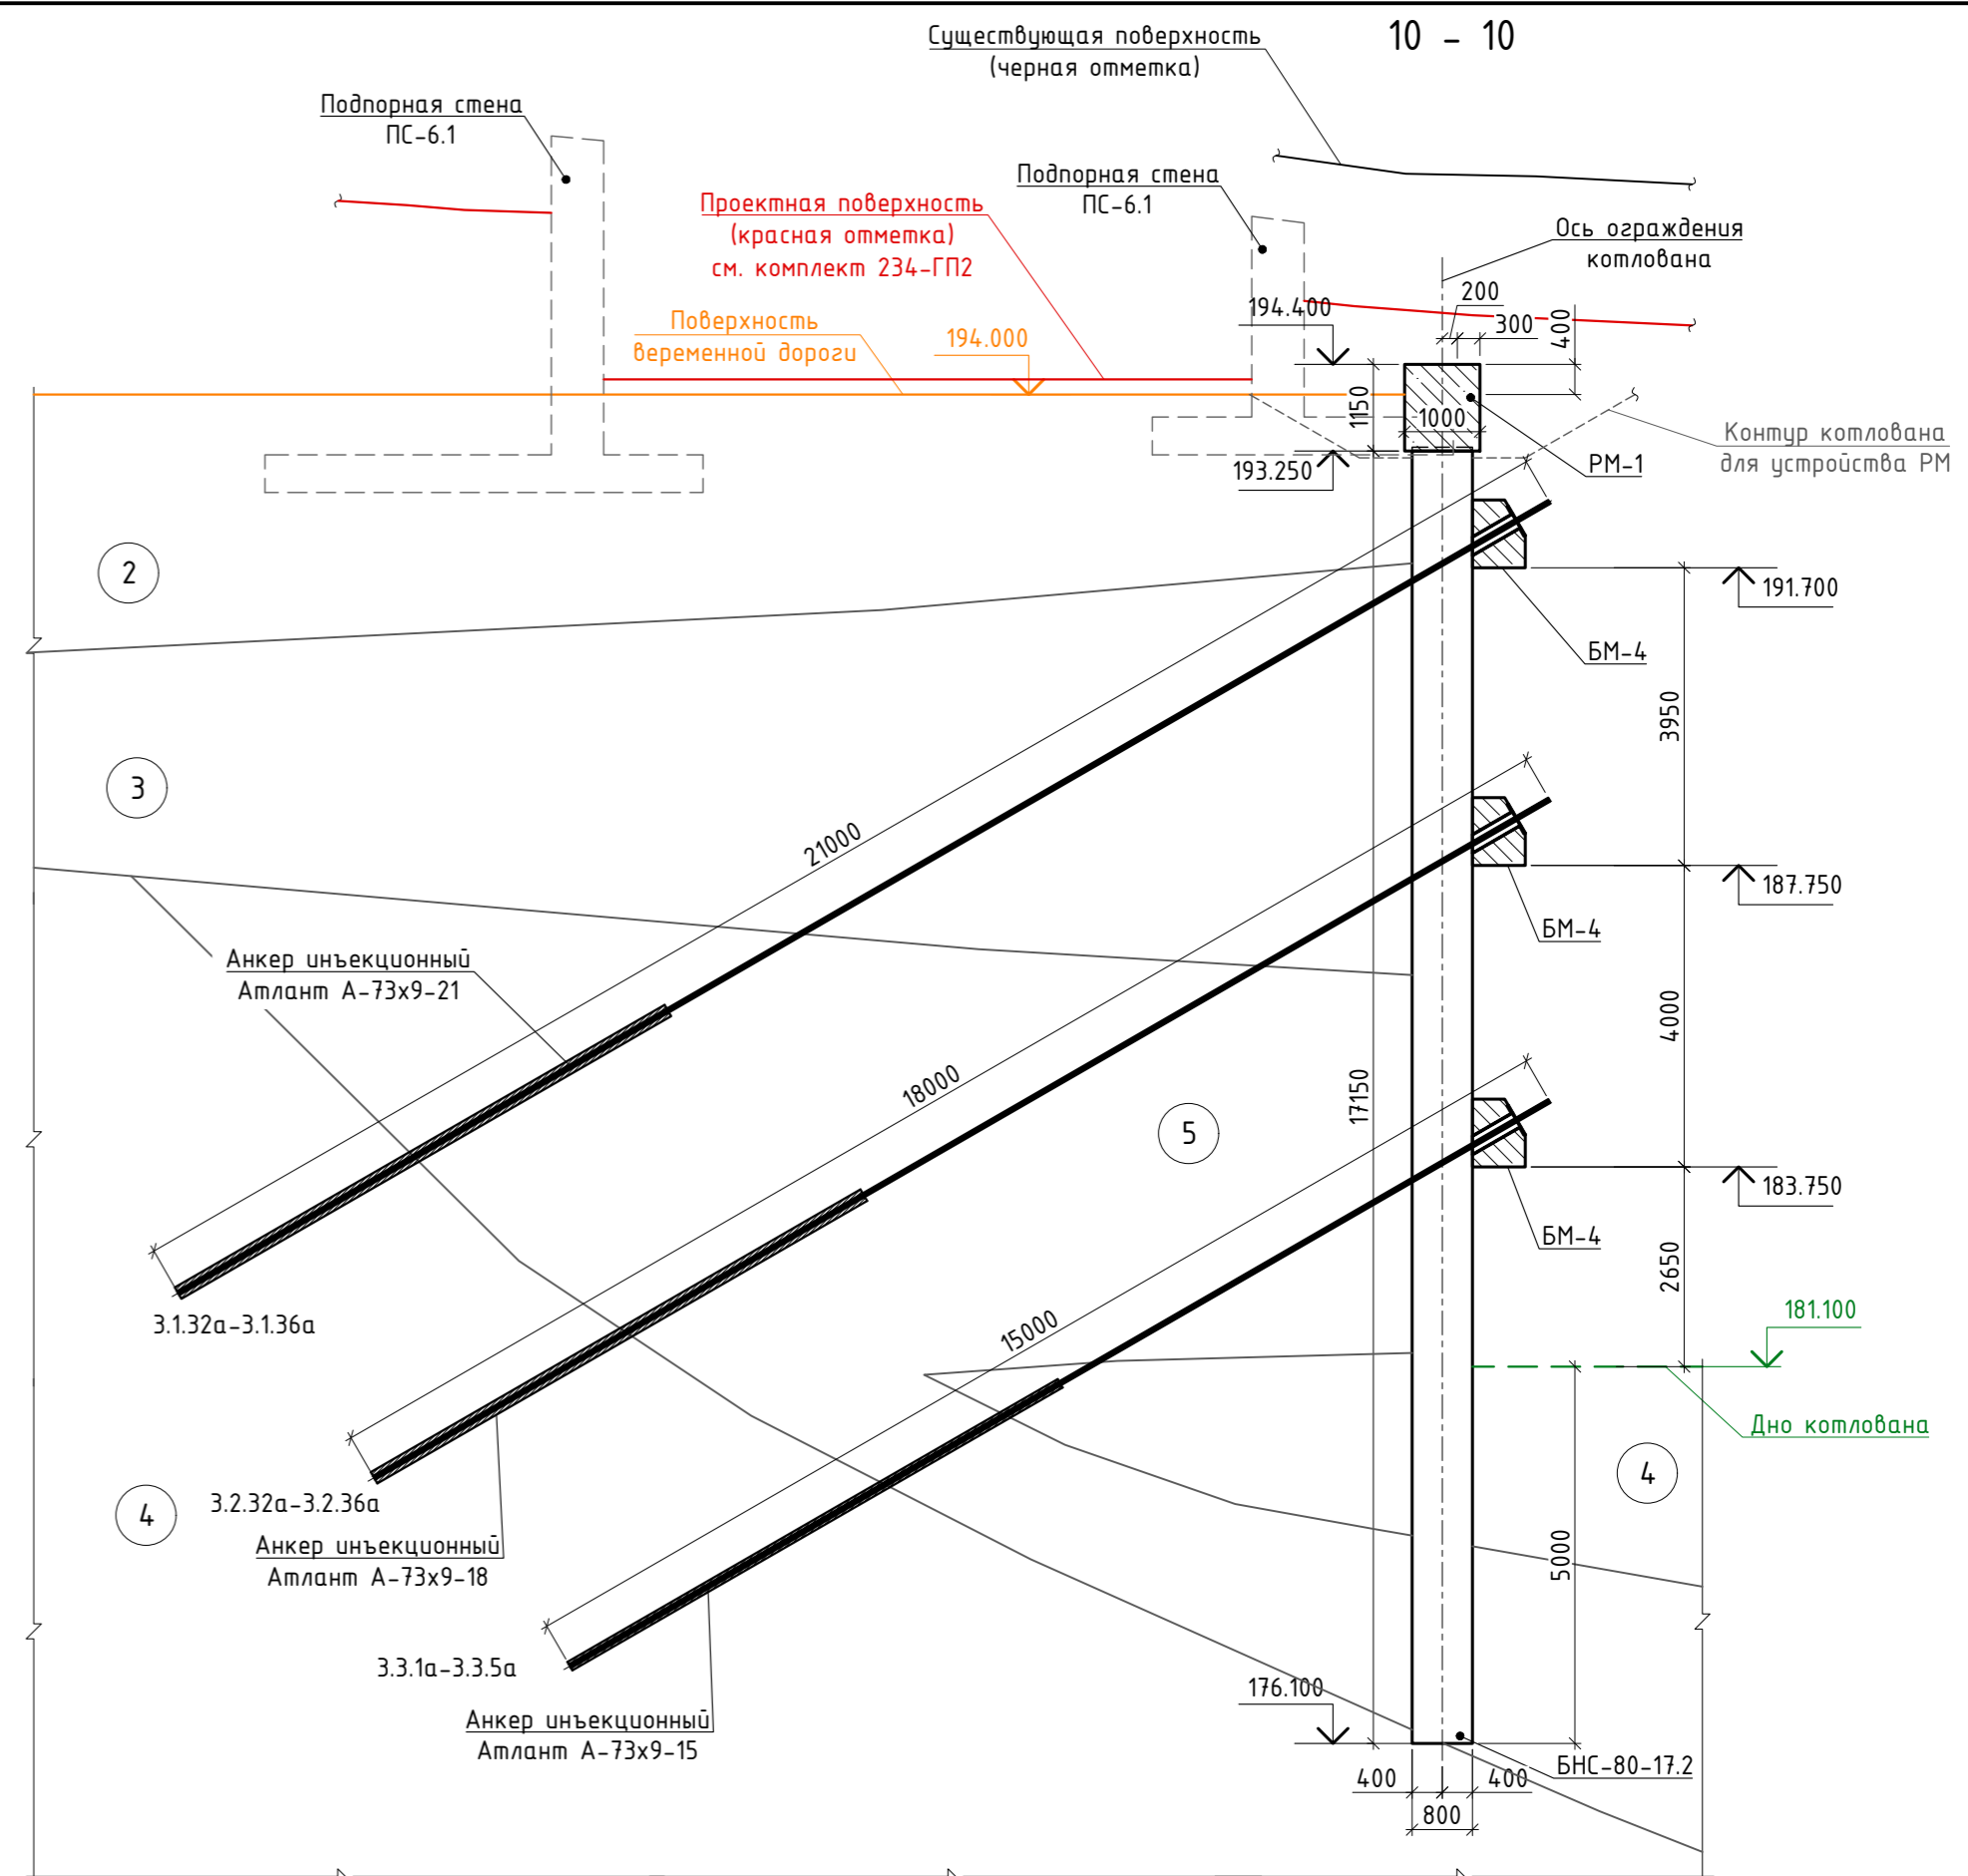 10 - 10
Существующая поверхность
(черная отметка)
Подпорная стена
ПС-6.1
Подпорная стена
ПС-6.1
Проектная поверхность
(красная отметка)
см. комплект 234-ГП2
Ось ограждения
котлована
200
300
400
194.400
Поверхность
веременной дороги
194.000
1150
1000
Контур котлована
для устройства РМ
РМ-1
193.250
2
191.700
БМ-4
3950
3
21000
187.750
БМ-4
Анкер инъекционный
Атлант А-73х9-21
4000
18000
17150
5
183.750
БМ-4
2650
3.1.32а-3.1.36а
15000
181.100
Дно котлована
4
3.2.32а-3.2.36а
4
Анкер инъекционный
Атлант А-73х9-18
5000
3.3.1а-3.3.5а
176.100
Анкер инъекционный
Атлант А-73х9-15
БНС-80-17.2
400
400
800